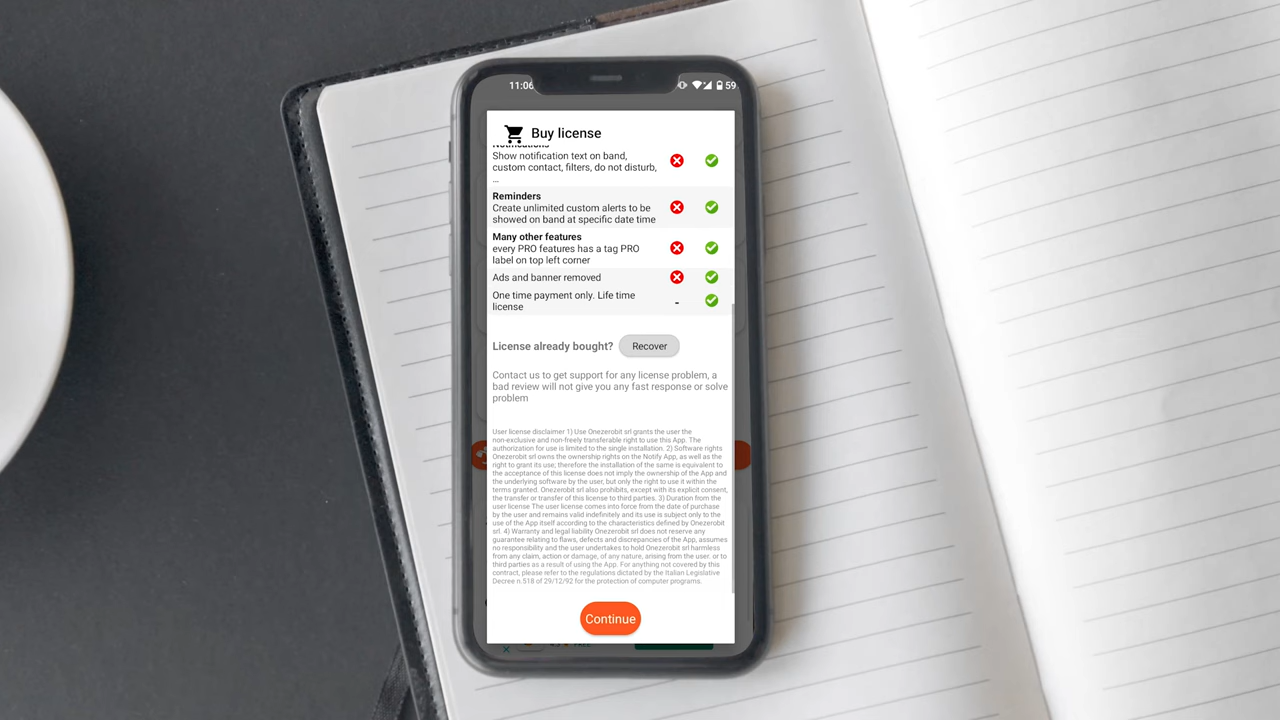 11:06
59
Buy license
Notifications
Show notification text on band,
custom contact, filters, do not disturb,
...
Reminders
Create unlimited custom alerts to be
showed on band at specific date time
Many other features
every PRO features has a tag PRO
label on top left corner
Ads and banner removed
One time payment only. Life time
license
-
License already bought? Recover
Contact us to get support for any license problem, a
bad review will not give you any fast response or solve
problem
User license disclaimer 1) Use Onezerobit srl grants the user the
non-exclusive and non-freely transferable right to use this App. The
authorization for use is limited to the single installation. 2) Software rights
Onezerobit srl owns the ownership rights on the Notify App, as well as the
right to grant its use; therefore the installation of the same is equivalent to
the acceptance of this license does not imply the ownership of the App and
the underlying software by the user, but only the right to use it within the
terms granted. Onezerobit srl also prohibits, except with its explicit consent,
the transfer or transfer of this license to third parties. 3) Duration from the
user license The user license comes into force from the date of purchase
by the user and remains valid indefinitely and its use is subject only to the
use of the App itself according to the characteristics defined by Onezerobit
srl. 4) Warranty and legal liability Onezerobit srl does not reserve any
guarantee relating to flaws, defects and discrepancies of the App, assumes
no responsibility and the user undertakes to hold Onezerobit srl harmless
from any claim, action or damage, of any nature, arising from the user. or to
third parties as a result of using the App. For anything not covered by this
contract, please refer to the regulations dictated by the Italian Legislative
Decree n.518 of 29/12/92 for the protection of computer programs.
Continue